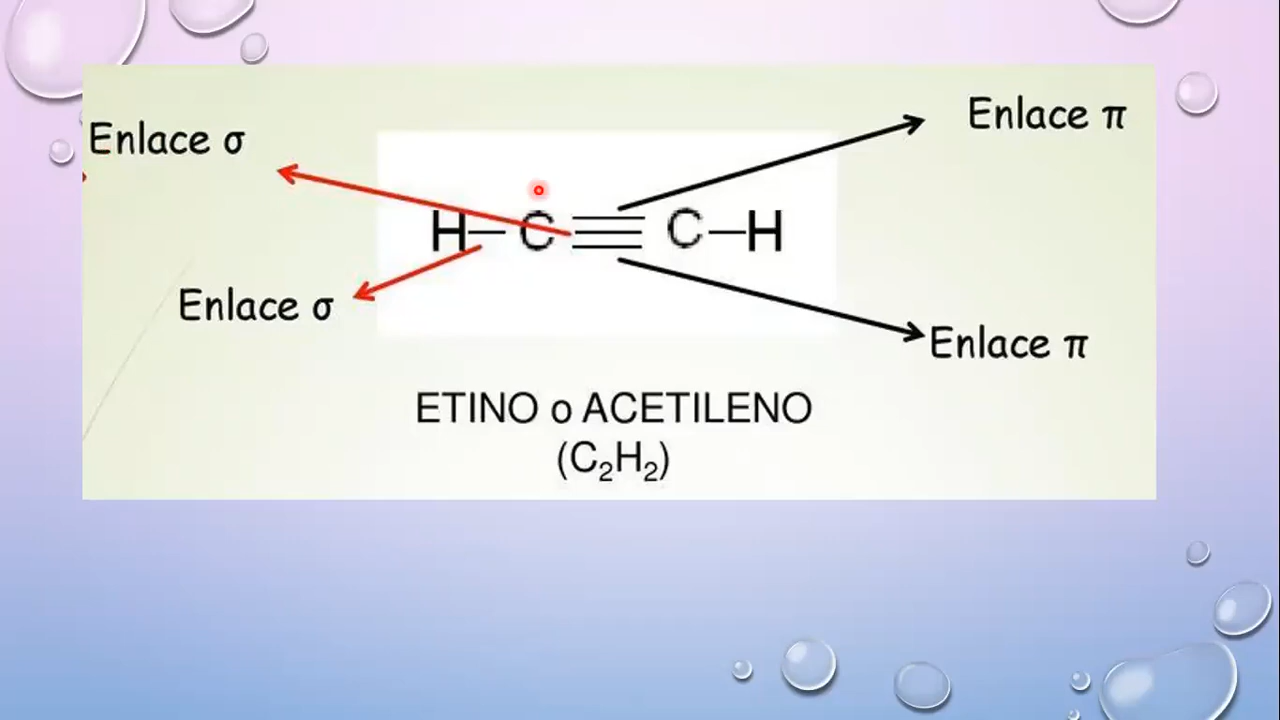 Enlace π
Enlace σ
H–C≡C–H
Enlace σ
Enlace π
ETINO o ACETILENO
(C₂H₂)